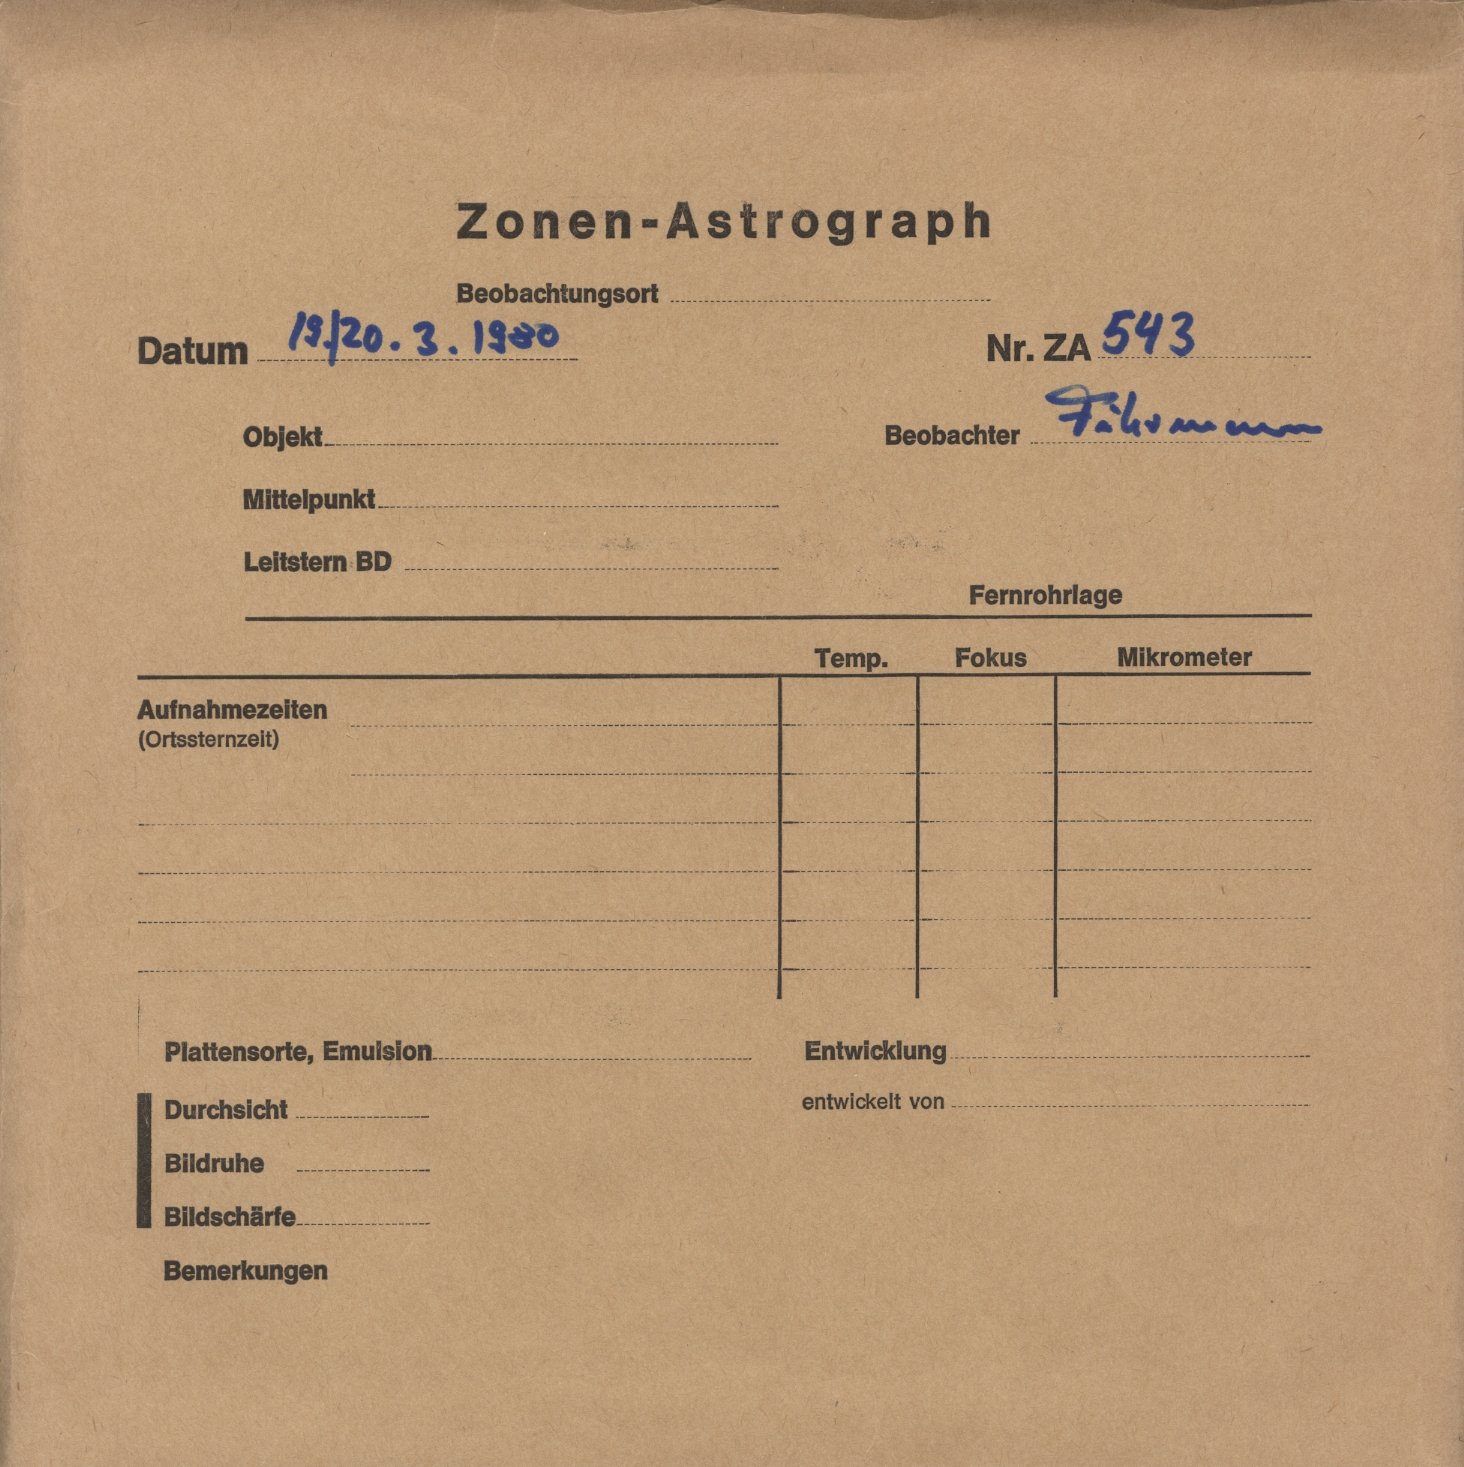 Zonen-Astrograph
Beobachtungsort
Datum 19./20. 3. 1980
Nr. ZA 543
Objekt
Beobachter
Mittelpunkt
Leitstern BD
Fernrohrlage
Temp. Fokus Mikrometer
Aufnahmezeiten
(Ortssternzeit)
Plattensorte, Emulsion
Entwicklung
Durchsicht
entwickelt von
Bildruhe
Bildschärfe
Bemerkungen